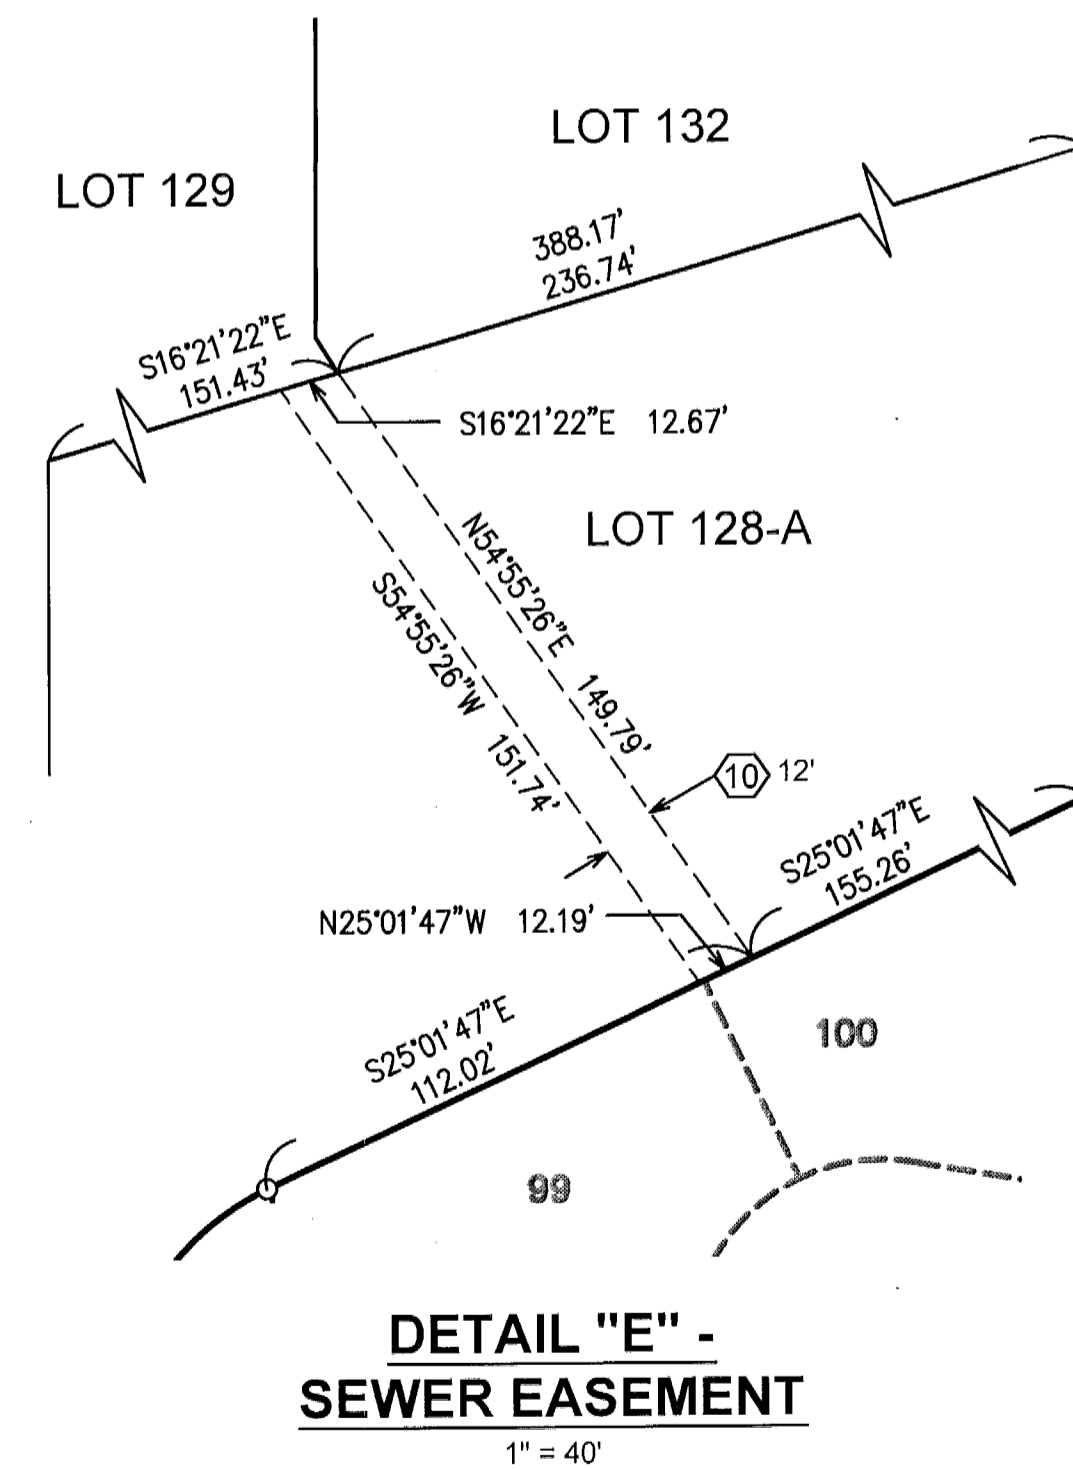 LOT 132
LOT 129
388.17'
236.74'
S16°21'22"E
151.43'
S16°21'22"E 12.67'
LOT 128-A
N54°55'26"E 149.79'
S54°55'26"W 151.74'
10 12'
S25°01'47"E
155.26'
N25°01'47"W 12.19'
S25°01'47"E
112.02'
100
99
DETAIL "E" -
SEWER EASEMENT
1" = 40'